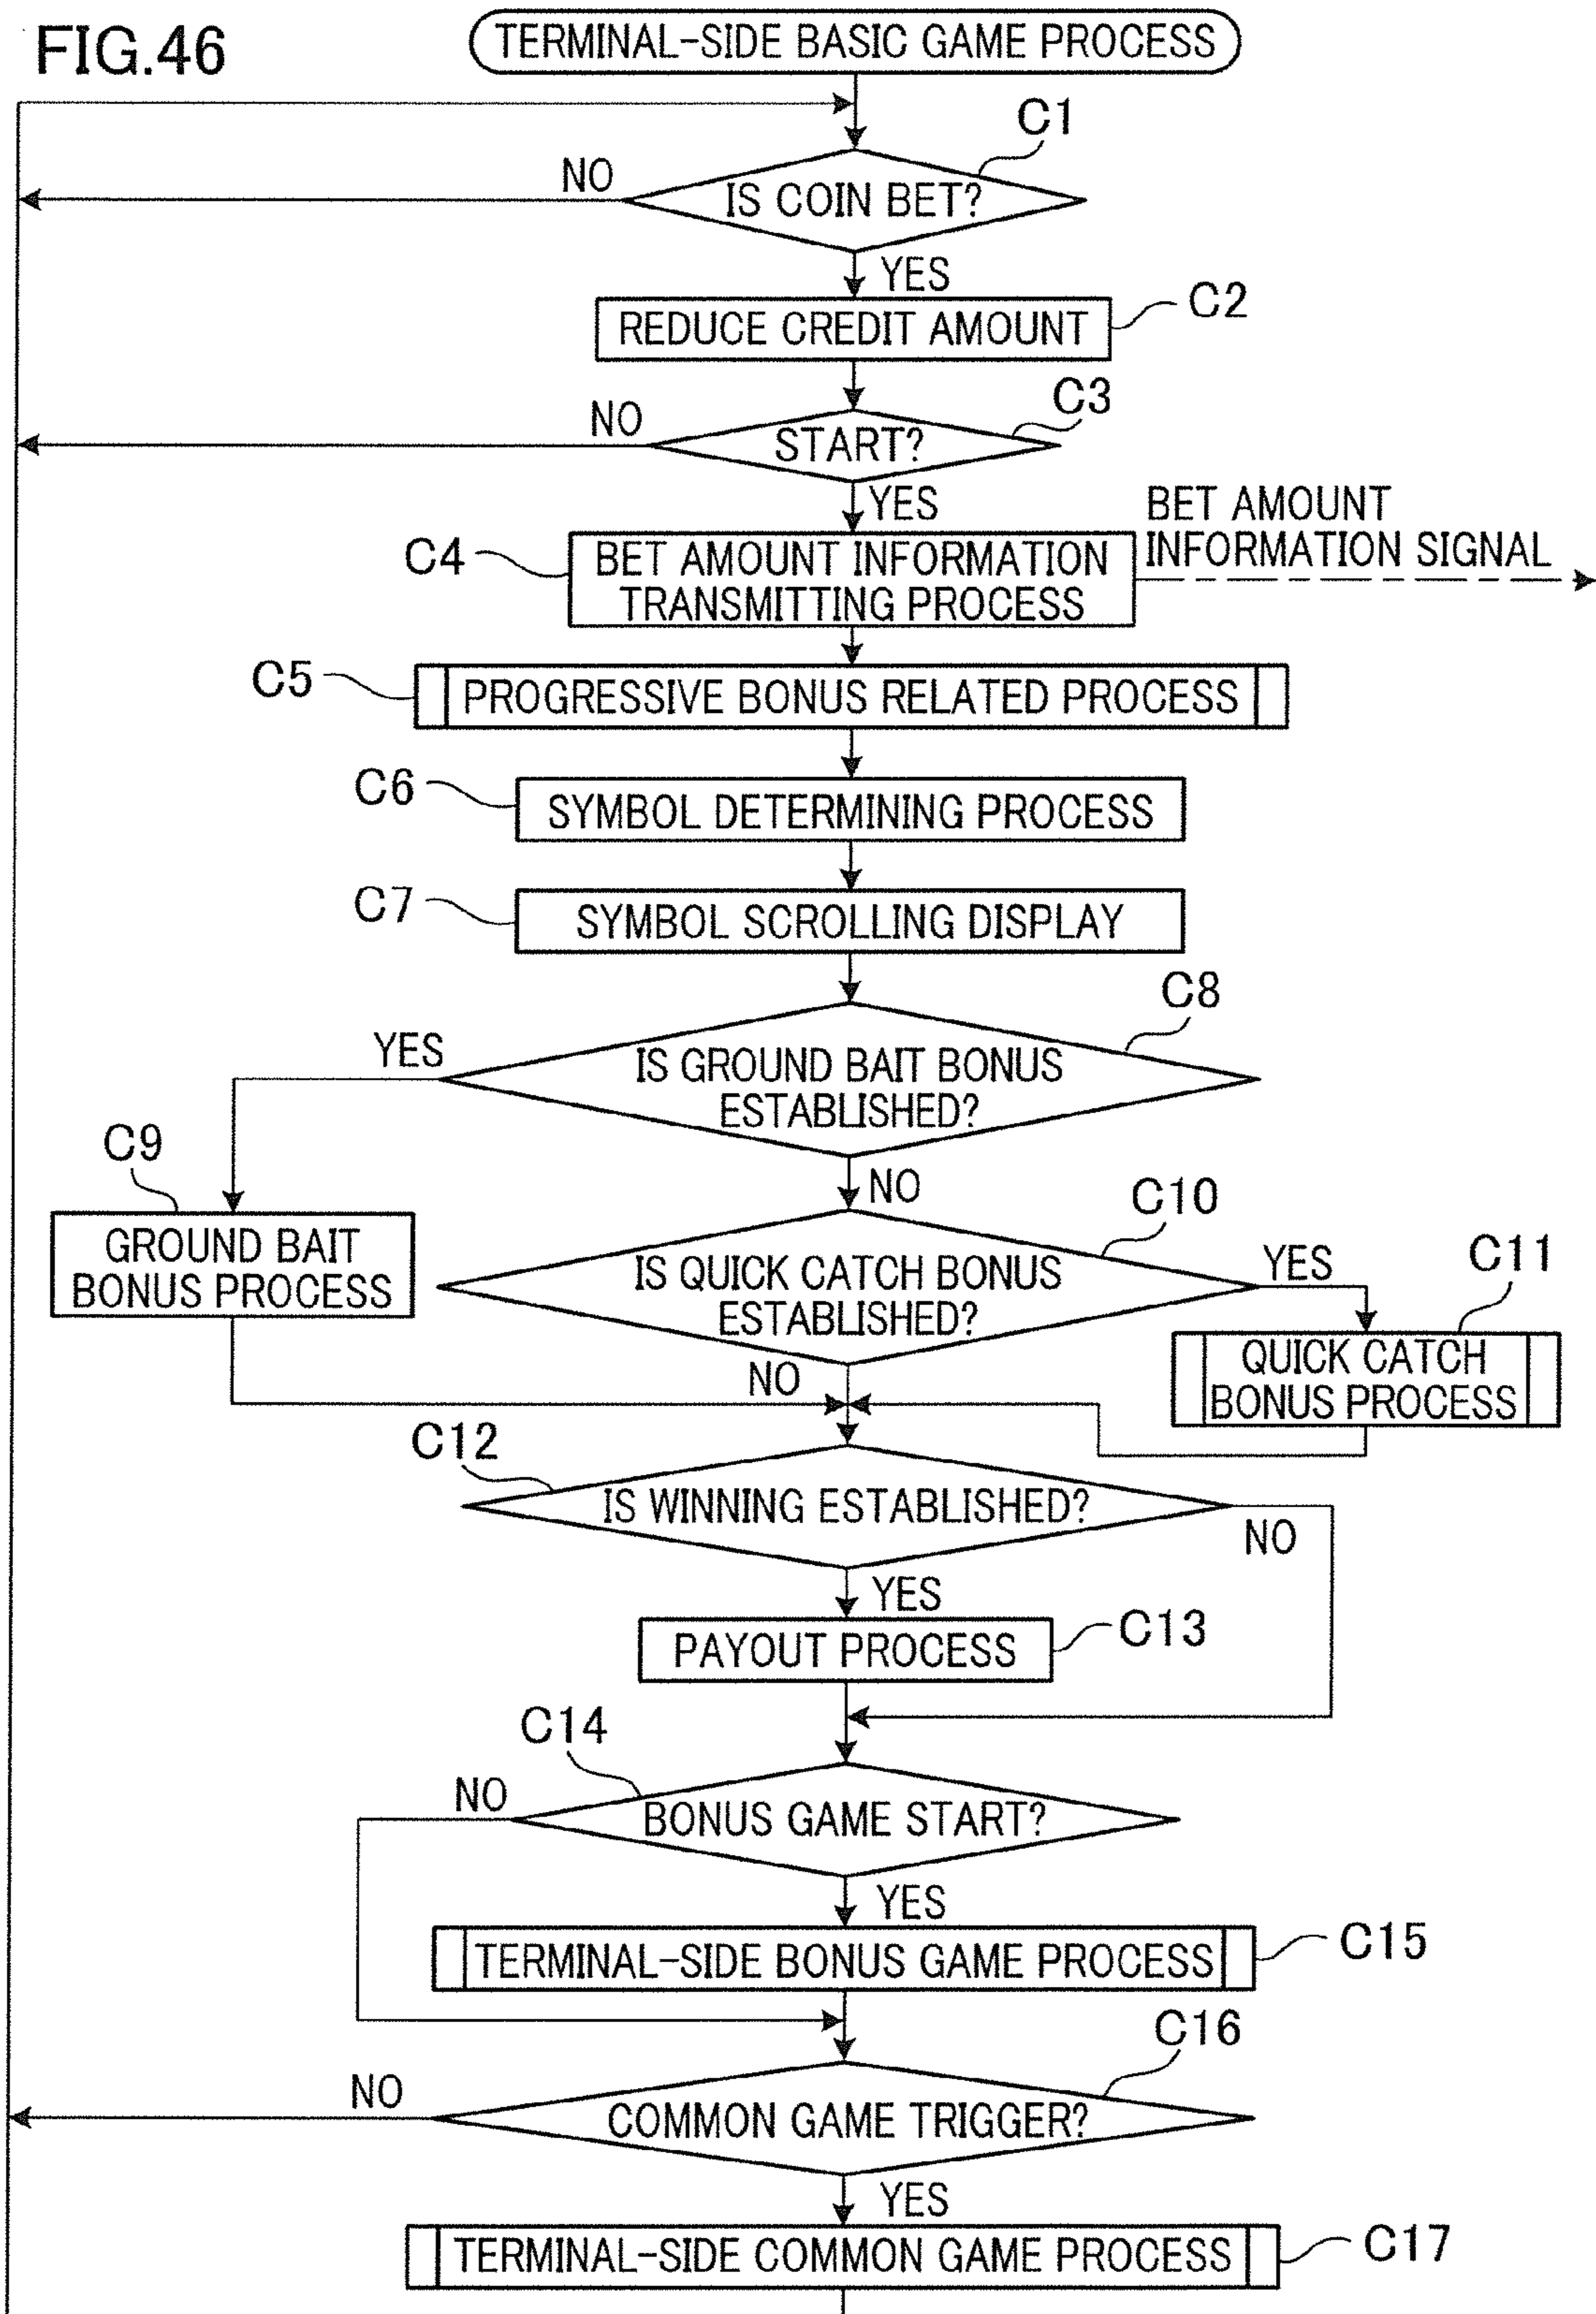 FIG.46
TERMINAL-SIDE BASIC GAME PROCESS
C1
NO
IS COIN BET?
YES
C2
REDUCE CREDIT AMOUNT
C3
NO
START?
YES
BET AMOUNT
INFORMATION SIGNAL
C4
BET AMOUNT INFORMATION
TRANSMITTING PROCESS
C5
PROGRESSIVE BONUS RELATED PROCESS
C6
SYMBOL DETERMINING PROCESS
C7
SYMBOL SCROLLING DISPLAY
C8
YES
IS GROUND BAIT BONUS
ESTABLISHED?
C9
NO
C10
GROUND BAIT
BONUS PROCESS
IS QUICK CATCH BONUS
ESTABLISHED?
YES
C11
QUICK CATCH
BONUS PROCESS
NO
C12
IS WINNING ESTABLISHED?
NO
YES
C13
PAYOUT PROCESS
C14
NO
BONUS GAME START?
YES
TERMINAL-SIDE BONUS GAME PROCESS
C15
C16
NO
COMMON GAME TRIGGER?
YES
TERMINAL-SIDE COMMON GAME PROCESS
C17